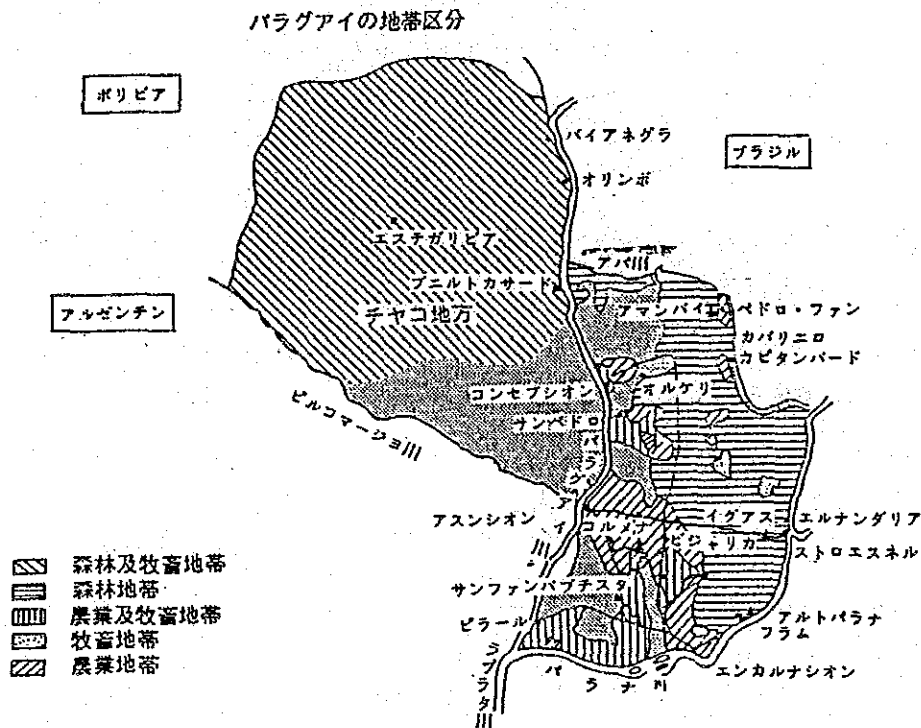 パラグアイの地帯区分
ボリビア
ブラジル
バイアネグラ
オリンポ
エステガリビア
アパ川
プエルトカサード
アルゼンチン
チャコ地方
アマンバイ
ペドロ・ファン
カバリエロ
カピタンバード
コンセプシオン
オルケリ
サンペドロ
ピルコマージョ川
パラグアイ川
アスンシオン
コルメナ
イグアス
エルナンダリア
ビジャリカ
ストロエスネル
サンファンバプチスタ
ピラール
アルトパラナ
フラム
エンカルナシオン
パラナ川
ラプラタ川
森林及牧畜地帯
森林地帯
農業及牧畜地帯
牧畜地帯
農業地帯